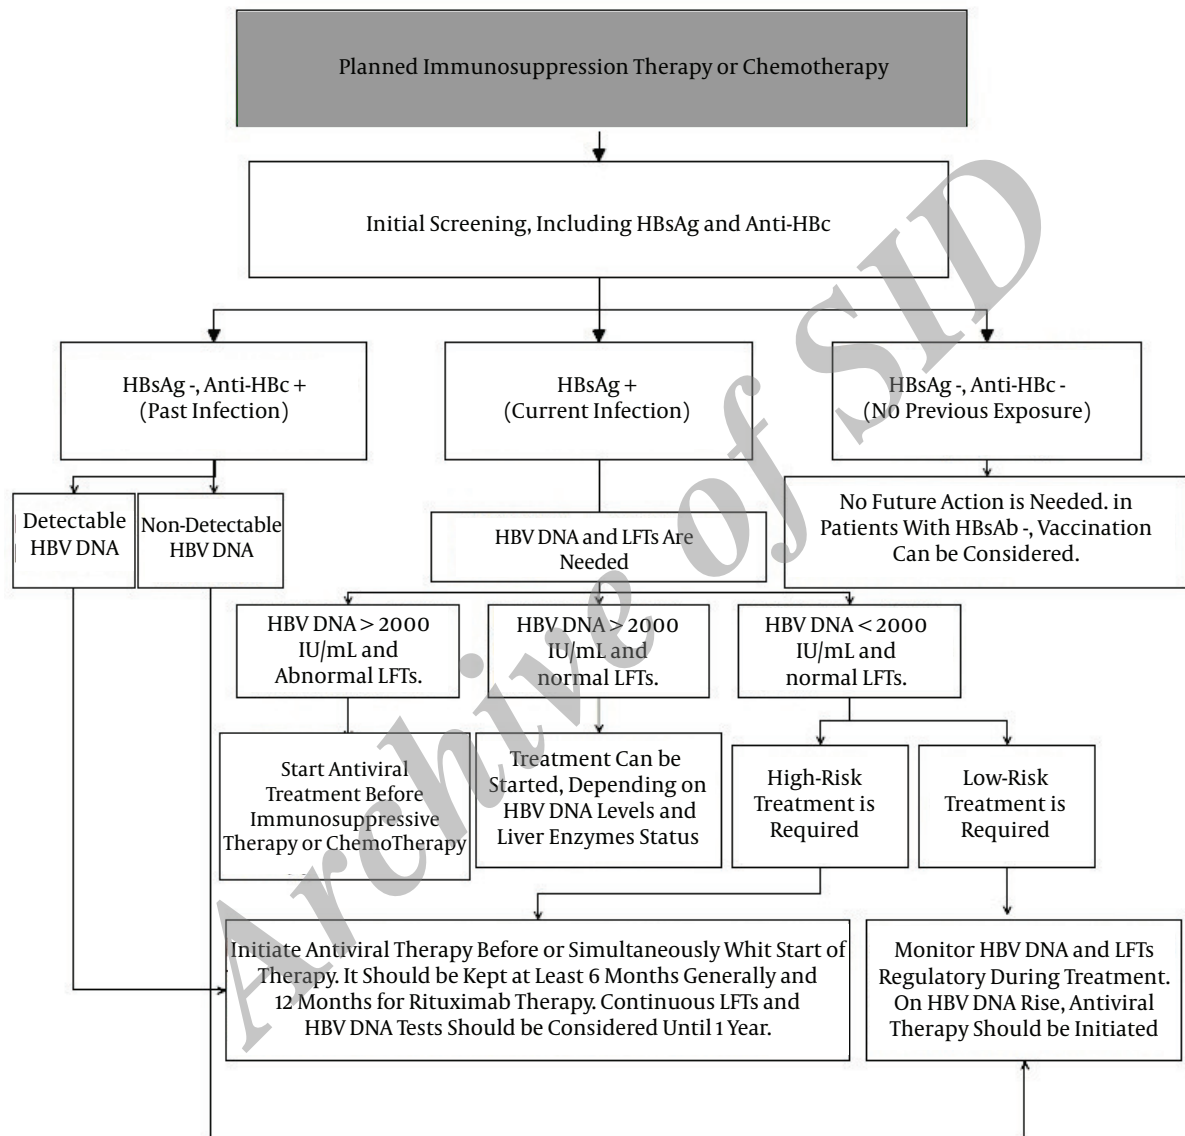 Planned Immunosuppression Therapy or Chemotherapy
Initial Screening, Including HBsAg and Anti-HBc
HBsAg -, Anti-HBc +
(Past Infection)
HBsAg +
(Current Infection)
HBsAg -, Anti-HBc -
(N0 Previous Exposure)
Detectable
HBV DNA
Non-Detectable
HBV DNA
HBV DNA and LFTs Are
Needed
No Future Action is Needed. in
Patients With HBsAb -, Vaccination
Can be Considered.
HBV DNA > 2000
IU/mL and
Abnormal LFTs.
HBV DNA > 2000
IU/mL and
normal LFTs.
HBV DNA < 2000
IU/mL and
normal LFTs.
Start Antiviral
Treatment Before
Immunosuppressive
Therapy or ChemoTherapy
Treatment Can be
Started, Depending on
HBV DNA Levels and
Liver Enzymes Status
High-Risk
Treatment is
Required
Low-Risk
Treatment is
Required
Initiate Antiviral Therapy Before or Simultaneously Whit Start of
Therapy. It Should be Kept at Least 6 Months Generally and
12 Months for Rituximab Therapy. Continuous LFTs and
HBV DNA Tests Should be Considered Until 1 Year.
Monitor HBV DNA and LFTs
Regulatory During Treatment.
On HBV DNA Rise, Antiviral
Therapy Should be Initiated
Archive of SID